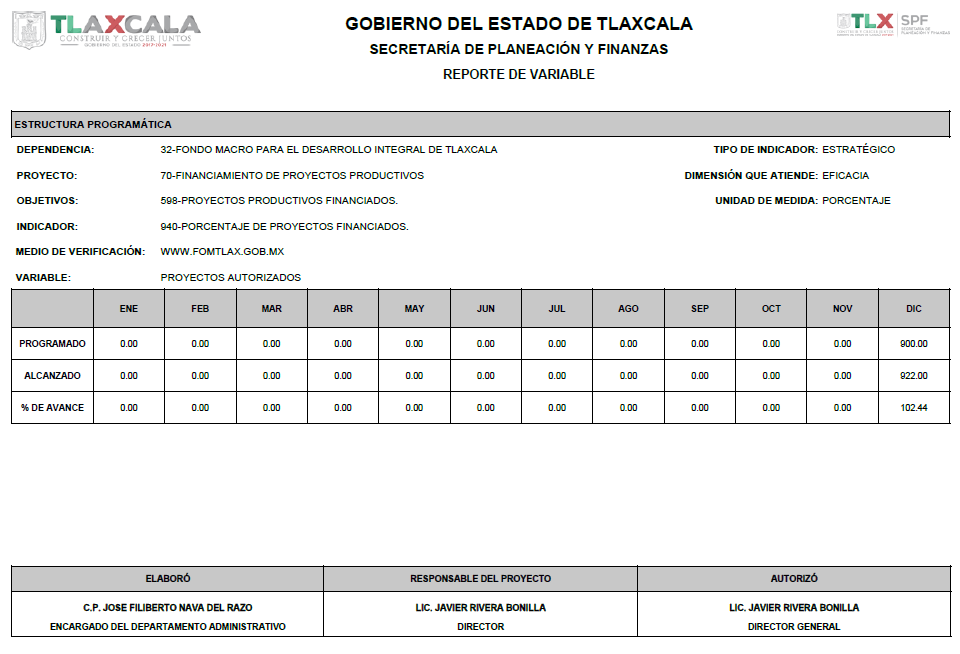 TLAXCALA
CONSTRUIR Y CRECER JUNTOS
GOBIERNO DEL ESTADO 2017-2021
GOBIERNO DEL ESTADO DE TLAXCALA
SECRETARÍA DE PLANEACIÓN Y FINANZAS
REPORTE DE VARIABLE
TLX
SPF
SECRETARÍA DE
PLANEACIÓN Y FINANZAS
ESTRUCTURA PROGRAMÁTICA
DEPENDENCIA: 32-FONDO MACRO PARA EL DESARROLLO INTEGRAL DE TLAXCALA TIPO DE INDICADOR: ESTRATÉGICO
PROYECTO: 70-FINANCIAMIENTO DE PROYECTOS PRODUCTIVOS DIMENSIÓN QUE ATIENDE: EFICACIA
OBJETIVOS: 598-PROYECTOS PRODUCTIVOS FINANCIADOS. UNIDAD DE MEDIDA: PORCENTAJE
INDICADOR: 940-PORCENTAJE DE PROYECTOS FINANCIADOS.
MEDIO DE VERIFICACIÓN: WWW.FOMTLAX.GOB.MX
VARIABLE: PROYECTOS AUTORIZADOS
ENE FEB MAR ABR MAY JUN JUL AGO SEP OCT NOV DIC
PROGRAMADO 0.00 0.00 0.00 0.00 0.00 0.00 0.00 0.00 0.00 0.00 0.00 900.00
ALCANZADO 0.00 0.00 0.00 0.00 0.00 0.00 0.00 0.00 0.00 0.00 0.00 922.00
% DE AVANCE 0.00 0.00 0.00 0.00 0.00 0.00 0.00 0.00 0.00 0.00 0.00 102.44
ELABORÓ RESPONSABLE DEL PROYECTO AUTORIZÓ
C.P. JOSE FILIBERTO NAVA DEL RAZO LIC. JAVIER RIVERA BONILLA LIC. JAVIER RIVERA BONILLA
ENCARGADO DEL DEPARTAMENTO ADMINISTRATIVO DIRECTOR DIRECTOR GENERAL